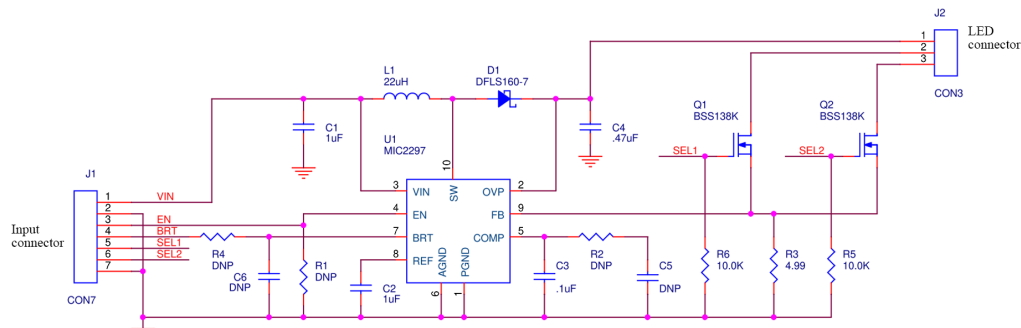 J2
LED
connector
1
2
3
CON3
L1
22uH
D1
DFLS160-7
Q1
BSS138K
Q2
BSS138K
C1
1uF
U1
MIC2297
C4
.47uF
SEL1
SEL2
10
J1
Input
connector
1
2
3
4
5
6
7
VIN
EN
BRT
SEL1
SEL2
CON7
3
4
7
8
VIN
EN
BRT
REF
SW
OVP
FB
COMP
AGND
PGND
2
9
5
6
1
R4
DNP
C6
DNP
R1
DNP
C2
1uF
C3
.1uF
R2
DNP
C5
DNP
R6
10.0K
R3
4.99
R5
10.0K